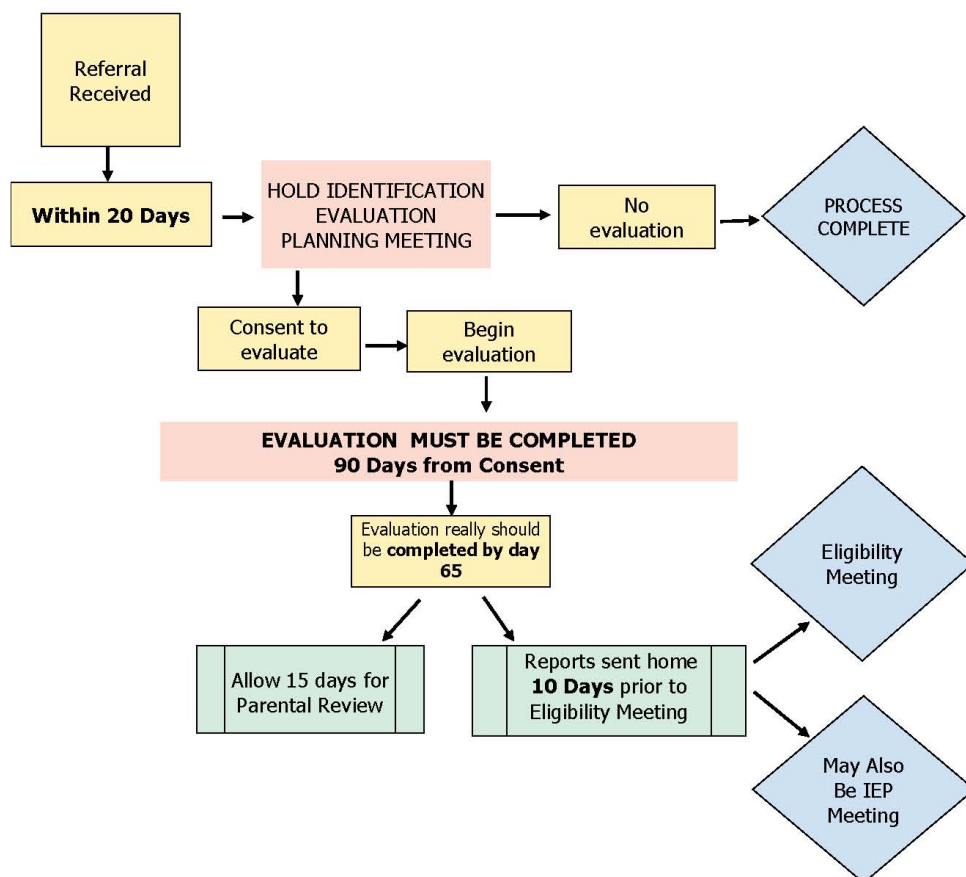 Referral
Received
Within 20 Days
HOLD IDENTIFICATION
EVALUATION
PLANNING MEETING
No
evaluation
PROCESS
COMPLETE
Consent to
evaluate
Begin
evaluation
EVALUATION MUST BE COMPLETED
90 Days from Consent
Evaluation really should
be completed by day
65
Allow 15 days for
Parental Review
Reports sent home
10 Days prior to
Eligibility Meeting
Eligibility
Meeting
May Also
Be IEP
Meeting